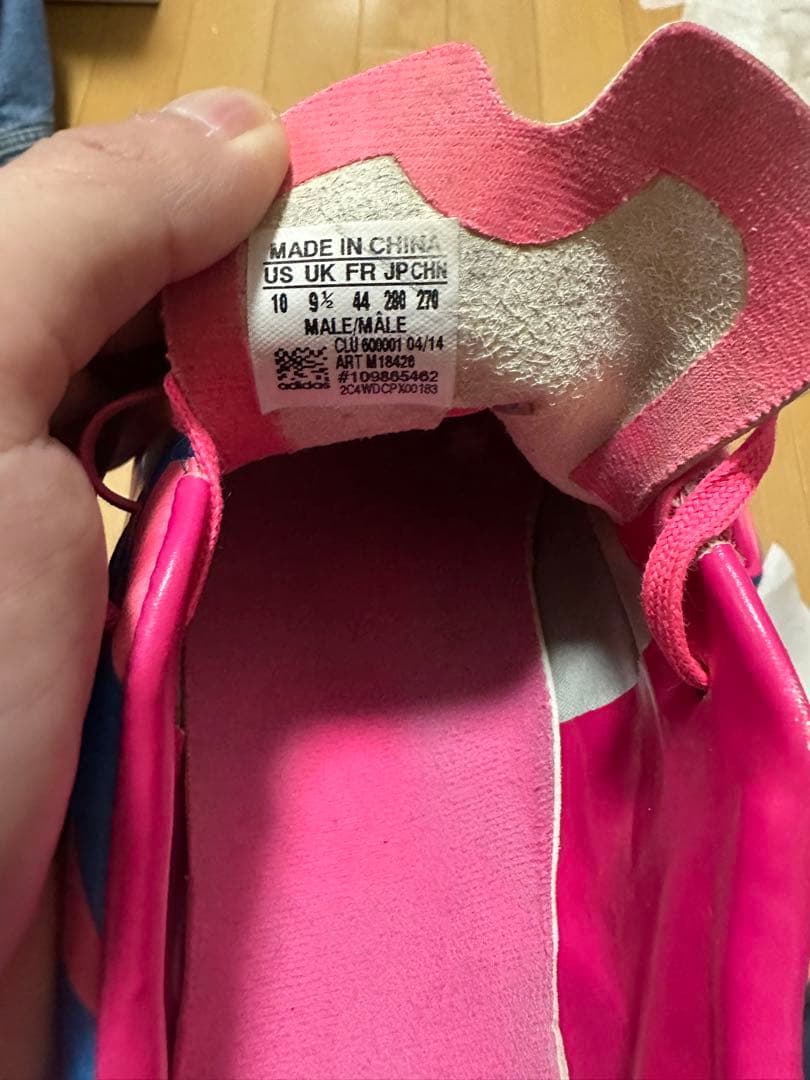 MADE IN CHINA
US UK FR JP CHN
10 9½ 44 280 270
MALE/MÂLE
CLU 600001 04/14
ART M18426
#109865462
adidas
2C4WDCPX00183